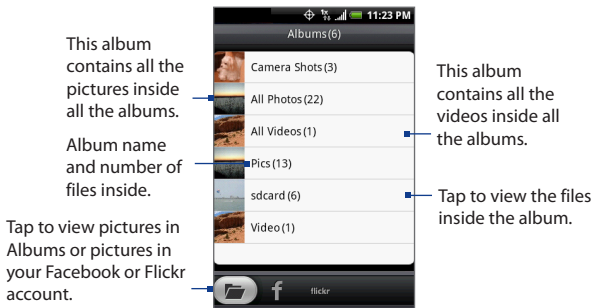 11:23 PM
Albums(6)
This album
contains all the
pictures inside
all the albums.
Album name
and number of
files inside.
Tap to view pictures in
Albums or pictures in
your Facebook or Flickr
account.
Camera Shots (3)
All Photos (22)
All Videos (1)
Pics (13)
sdcard (6)
Video (1)
f
flickr
This album
contains all the
videos inside all
the albums.
Tap to view the files
inside the album.